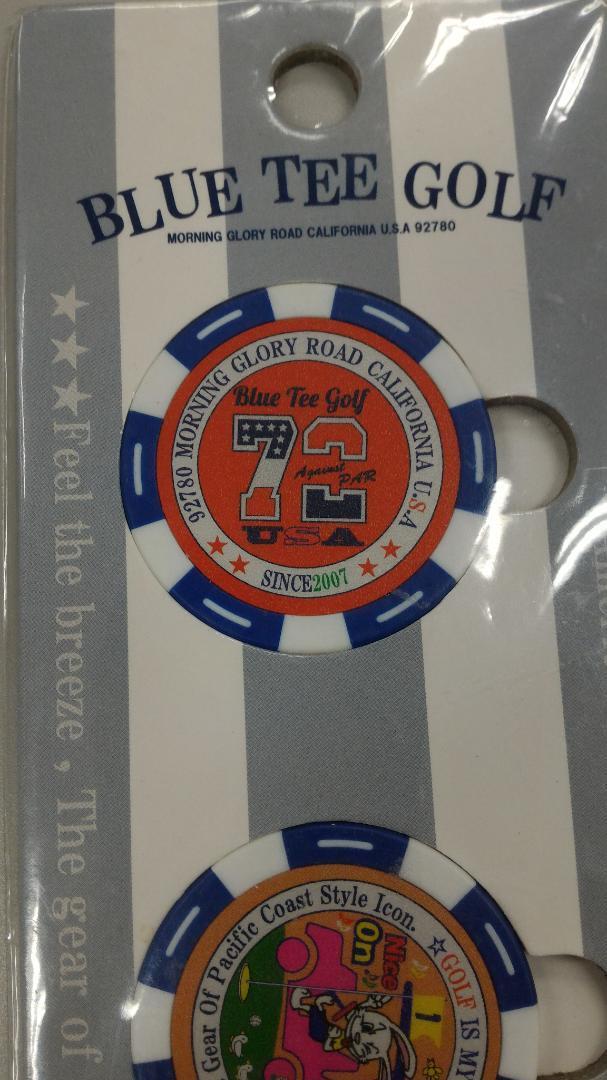 BLUE TEE GOLF
MORNING GLORY ROAD CALIFORNIA U.S.A 92780
★★★Feel the breeze , The gear of
92780 MORNING GLORY ROAD CALIFORNIA U.S.A
Blue Tee Golf
72
Against
PAR
USA
★★ SINCE2007 ★★
Gear Of Pacific Coast Style Icon.
☆GOLF IS MY
Nice
On
1